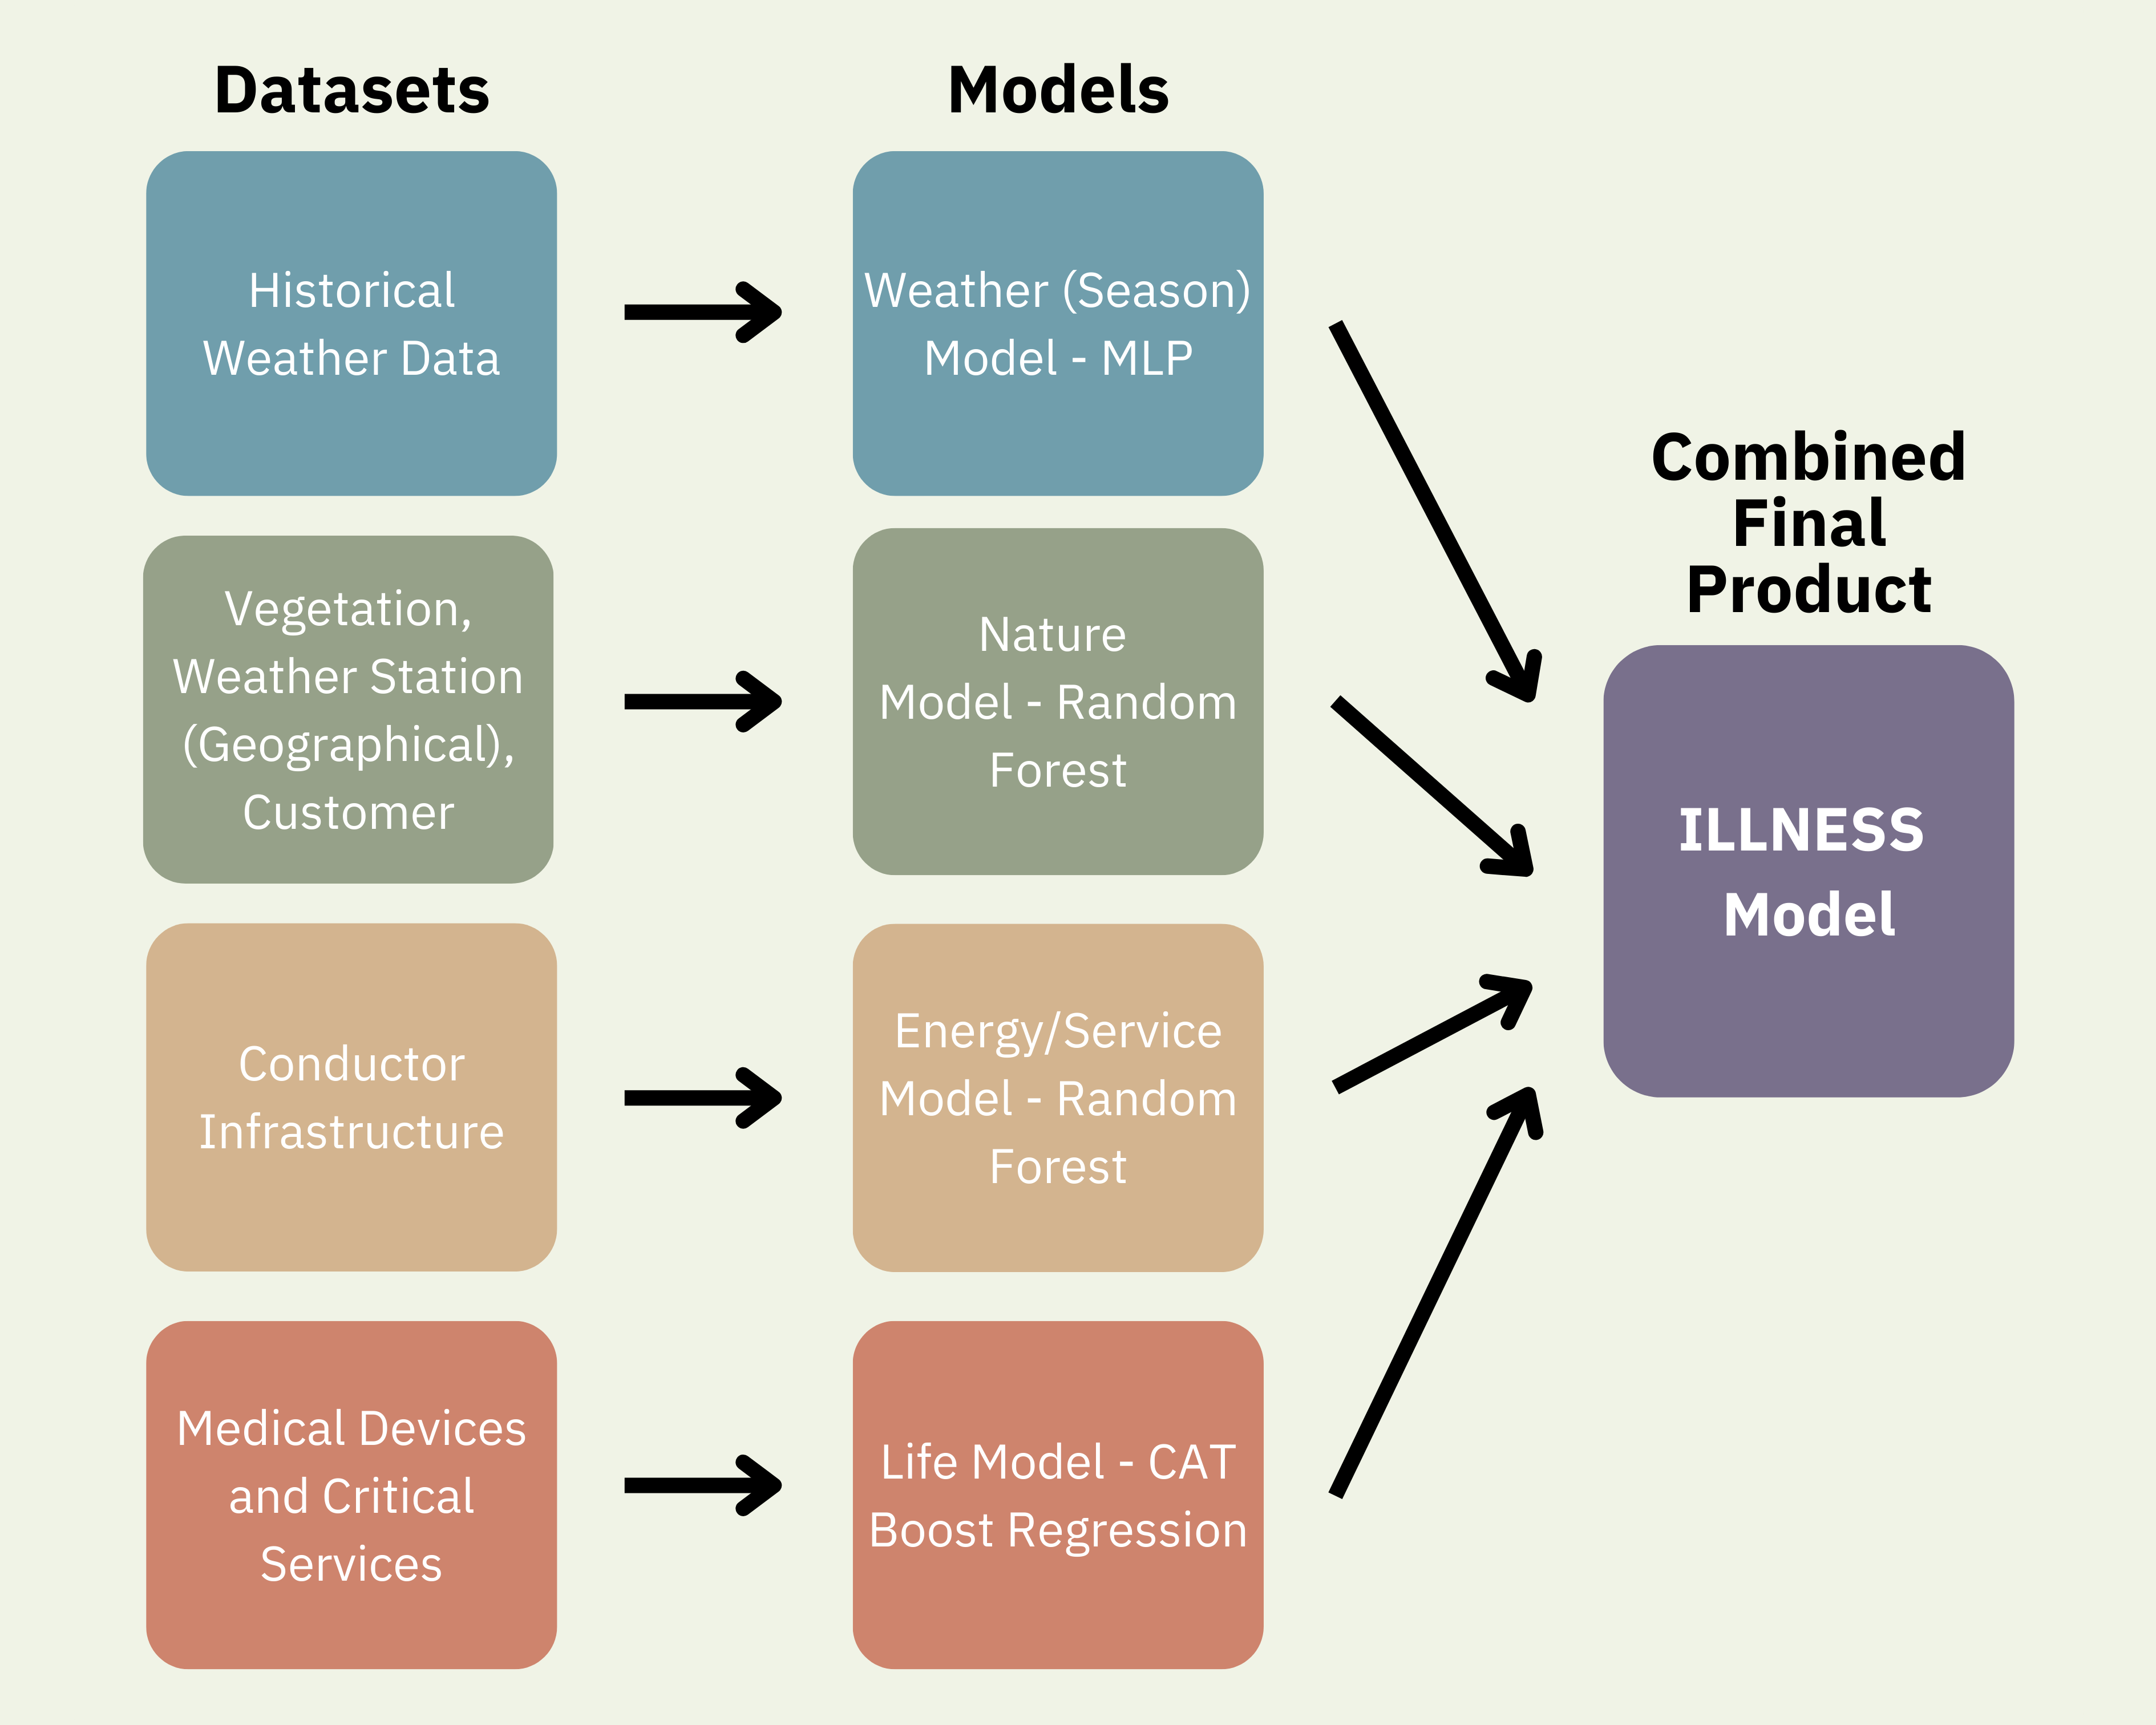 Datasets
Models
Historical
Weather Data
Weather (Season)
Model - MLP
Combined
Final
Product
Vegetation,
Weather Station
(Geographical),
Customer
Nature
Model - Random
Forest
ILLNESS
Model
Conductor
Infrastructure
Energy/Service
Model - Random
Forest
Medical Devices
and Critical
Services
Life Model - CAT
Boost Regression